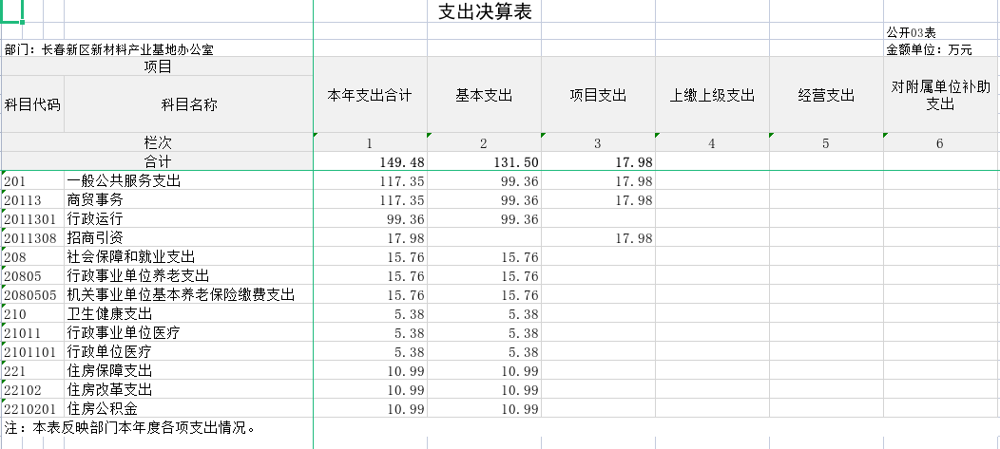 支出决算表
公开03表
部门：长春新区新材料产业基地办公室 金额单位：万元
项目
科目代码 科目名称 本年支出合计 基本支出 项目支出 上缴上级支出 经营支出 对附属单位补助支出
栏次 1 2 3 4 5 6
合计 149.48 131.50 17.98
201 一般公共服务支出 117.35 99.36 17.98
20113 商贸事务 117.35 99.36 17.98
2011301 行政运行 99.36 99.36
2011308 招商引资 17.98 17.98
208 社会保障和就业支出 15.76 15.76
20805 行政事业单位养老支出 15.76 15.76
2080505 机关事业单位基本养老保险缴费支出 15.76 15.76
210 卫生健康支出 5.38 5.38
21011 行政事业单位医疗 5.38 5.38
2101101 行政单位医疗 5.38 5.38
221 住房保障支出 10.99 10.99
22102 住房改革支出 10.99 10.99
2210201 住房公积金 10.99 10.99
注：本表反映部门本年度各项支出情况。